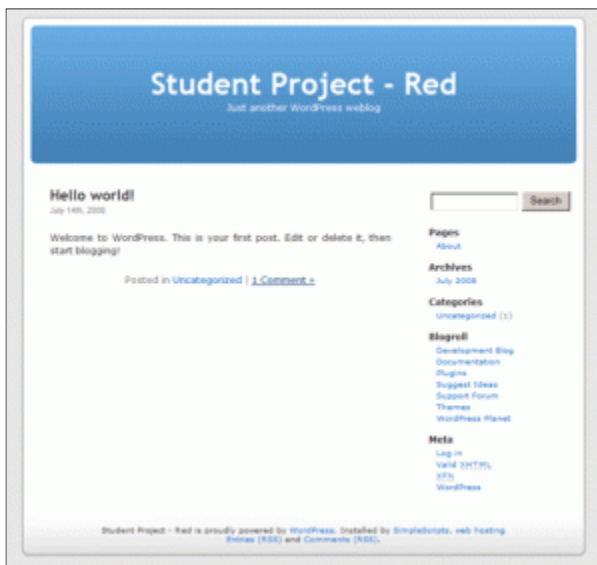 Student Project - Red
Just another WordPress weblog
Hello world!
July 14th, 2008
Welcome to WordPress. This is your first post. Edit or delete it, then
start blogging!
Posted in Uncategorized | 1 Comment »
Search
Pages
About
Archives
July 2008
Categories
Uncategorized (1)
Blogroll
Development Blog
Documentation
Plugins
Suggest Ideas
Support Forum
Themes
WordPress Planet
Meta
Log in
Valid XHTML
XFN
WordPress
Student Project - Red is proudly powered by WordPress. Installed by SimpleScripts, web hosting
Entries (RSS) and Comments (RSS).